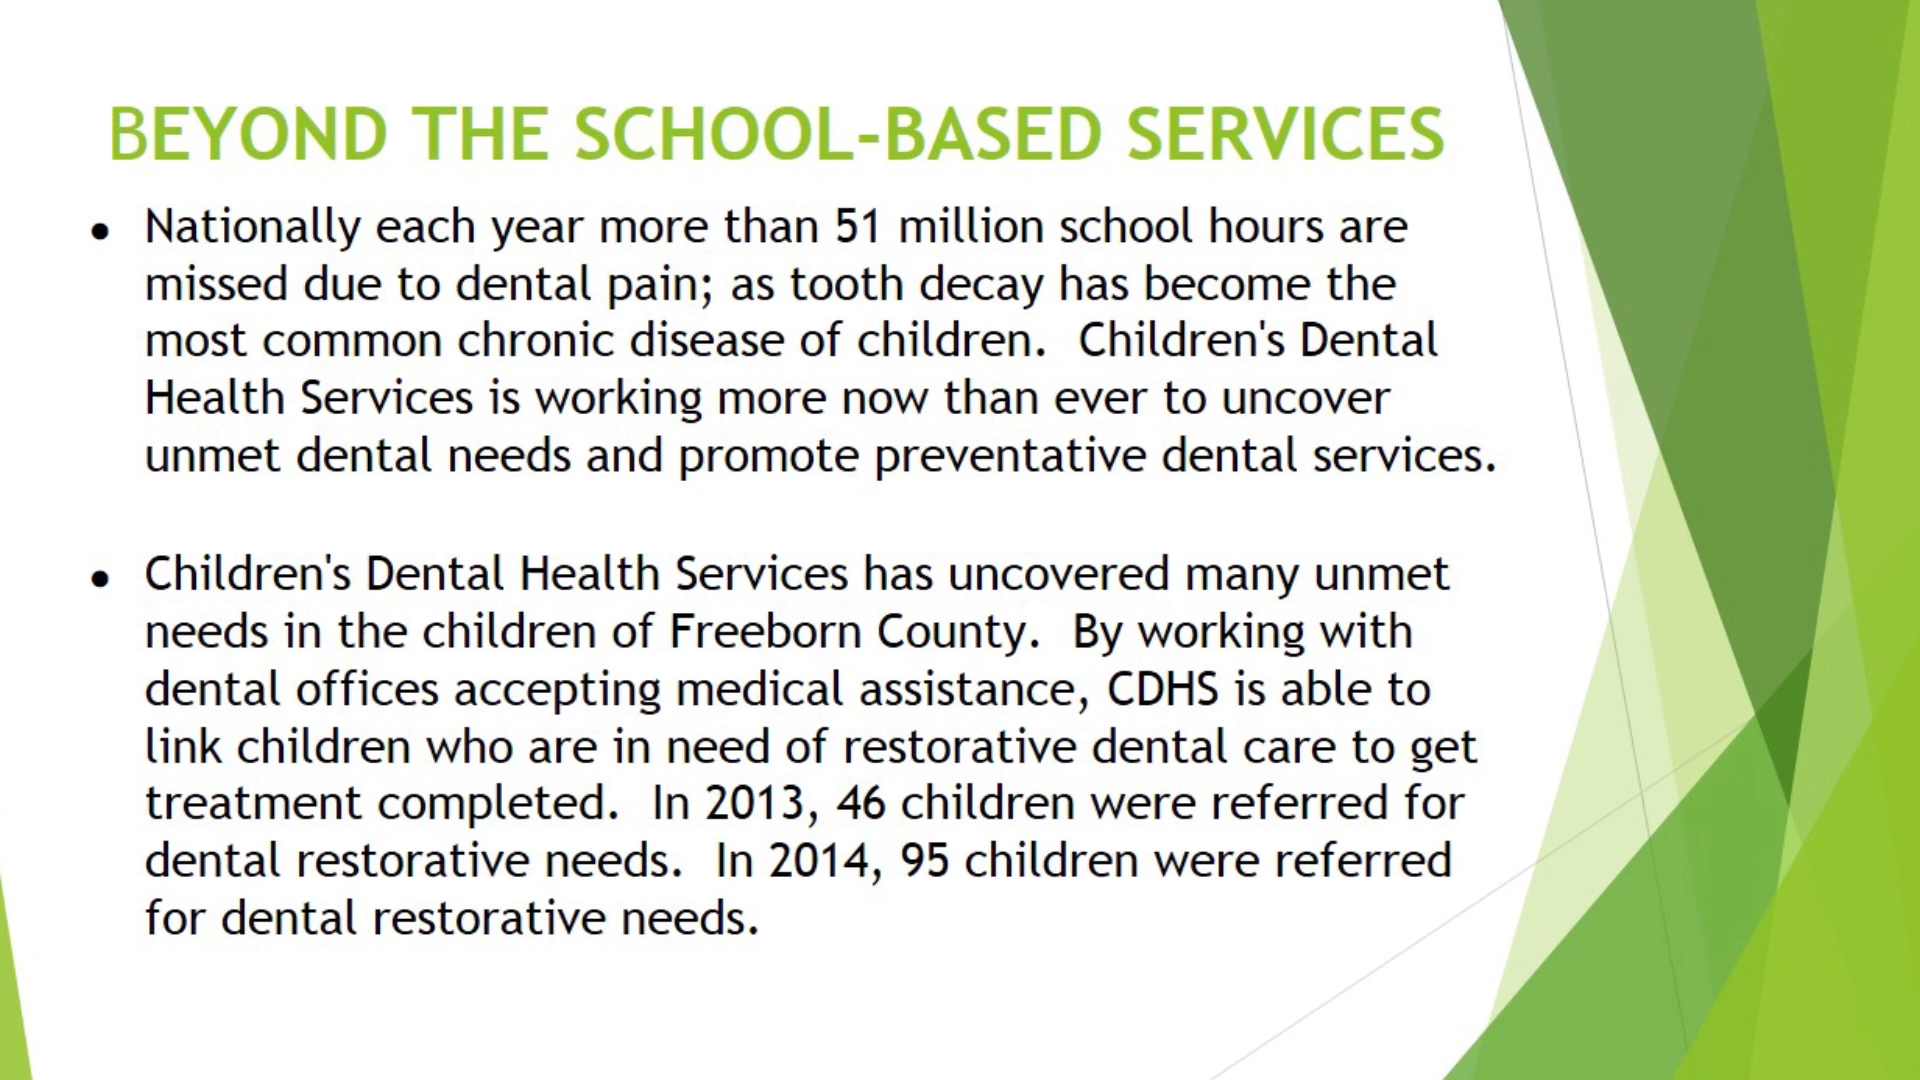 BEYOND THE SCHOOL-BASED SERVICES
• Nationally each year more than 51 million school hours are
missed due to dental pain; as tooth decay has become the
most common chronic disease of children.  Children's Dental
Health Services is working more now than ever to uncover
unmet dental needs and promote preventative dental services.
• Children's Dental Health Services has uncovered many unmet
needs in the children of Freeborn County.  By working with
dental offices accepting medical assistance, CDHS is able to
link children who are in need of restorative dental care to get
treatment completed.  In 2013, 46 children were referred for
dental restorative needs.  In 2014, 95 children were referred
for dental restorative needs.